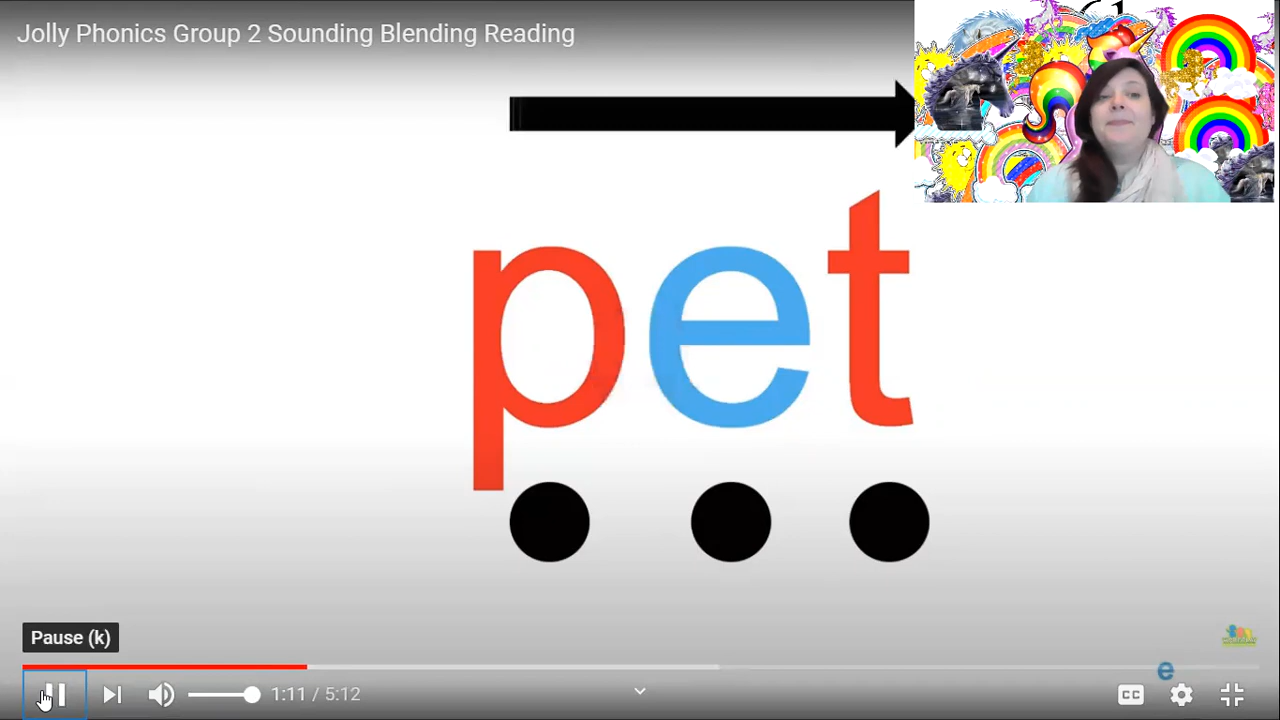 Jolly Phonics Group 2 Sounding Blending Reading
pet
Pause (k)
e
1:11 / 5:12
CC